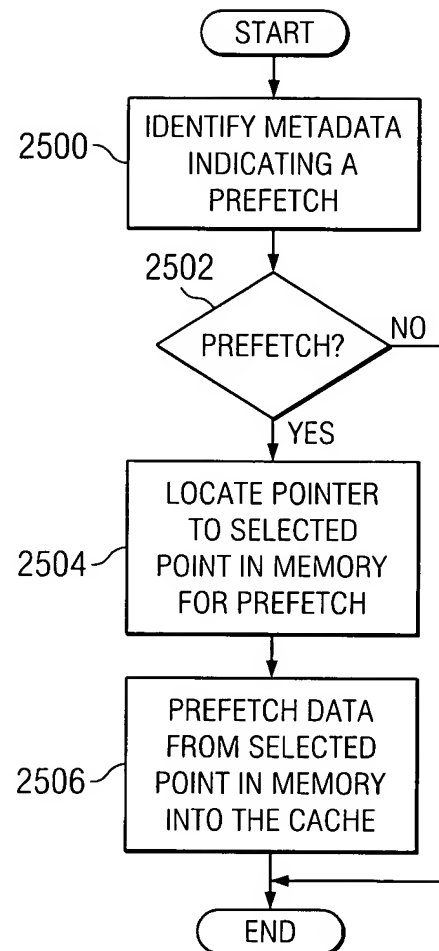 START
2500
IDENTIFY METADATA
INDICATING A
PREFETCH
2502
PREFETCH?
NO
YES
2504
LOCATE POINTER
TO SELECTED
POINT IN MEMORY
FOR PREFETCH
2506
PREFETCH DATA
FROM SELECTED
POINT IN MEMORY
INTO THE CACHE
END